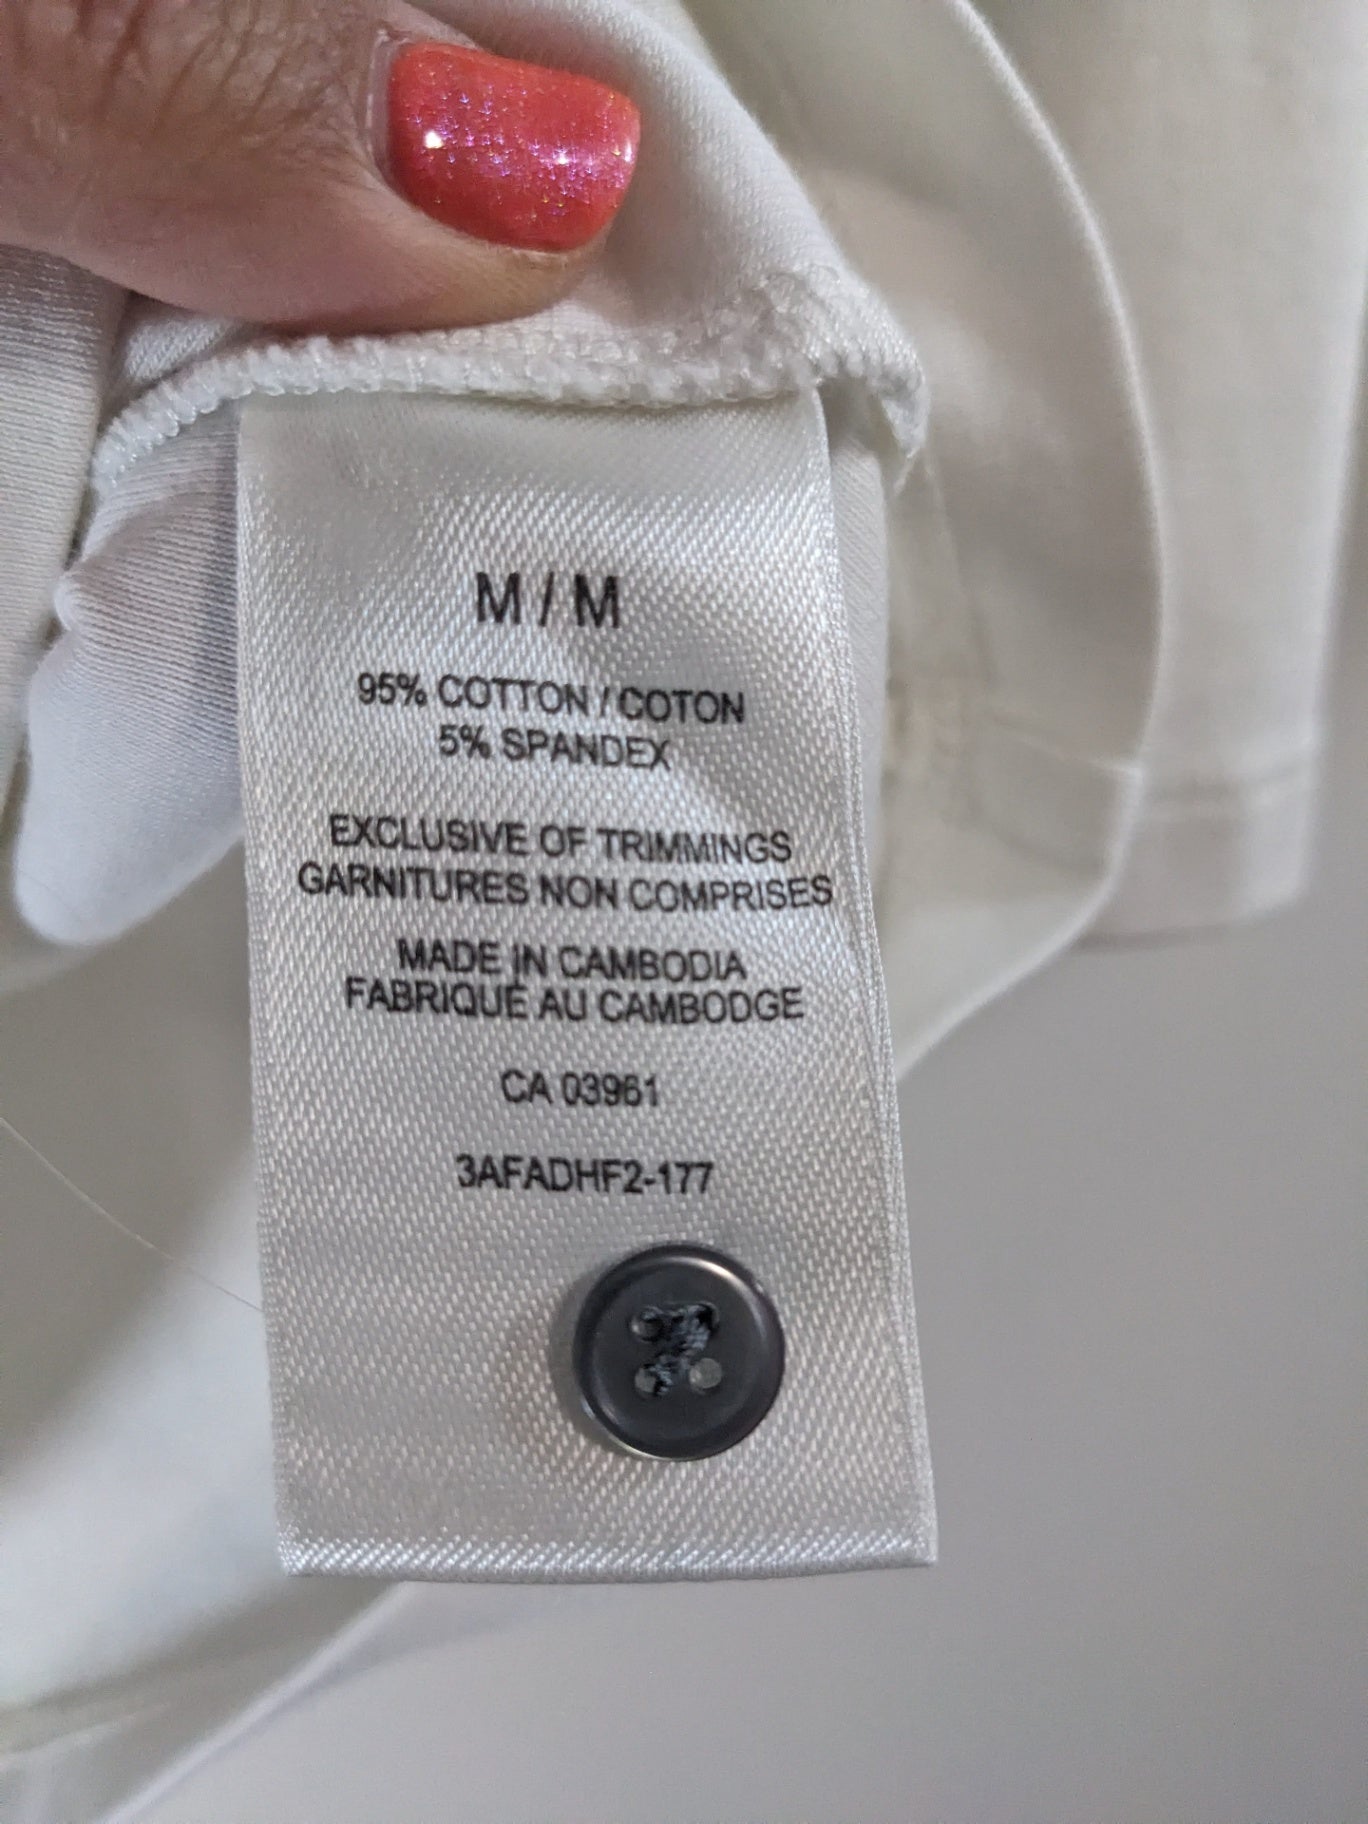 M / M
95% COTTON / COTON
5% SPANDEX
EXCLUSIVE OF TRIMMINGS
GARNITURES NON COMPRISES
MADE IN CAMBODIA
FABRIQUÉ AU CAMBODGE
CA 03961
3AFADHF2-177